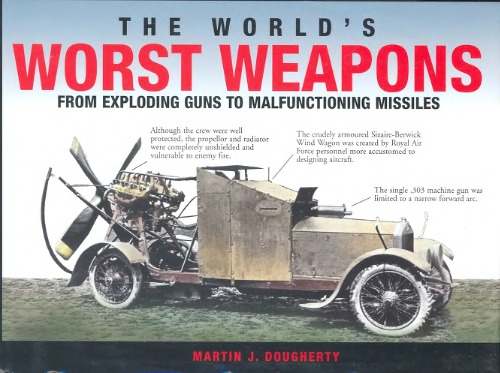 THE WORLD'S
WORST WEAPONS
FROM EXPLODING GUNS TO MALFUNCTIONING MISSILES
Although the crew were well
protected, the propellor and radiator
were completely unshielded and
vulnerable to enemy fire.
The crudely armoured Siraire-Berwick
Wind Wagon was created by Royal Air
Force personnel more accustomed to
designing aircraft.
The single .303 machine gun was
limited to a narrow forward arc.
MARTIN J. DOUGHERTY